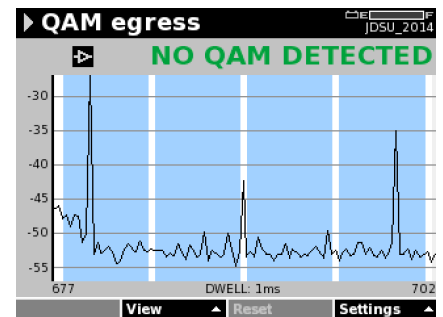 QAM egress
E F
JDSU_2014
NO QAM DETECTED
-30
-35
-40
-45
-50
-55
677 DWELL: 1ms 702
View Reset Settings